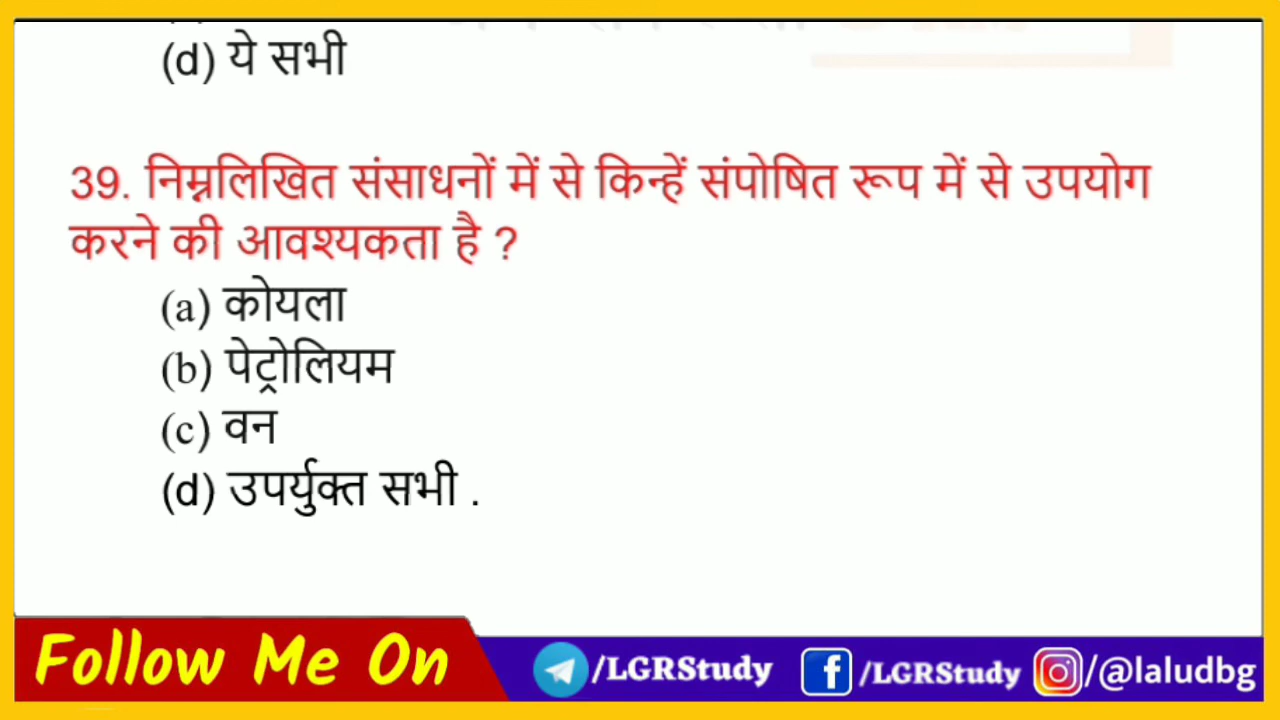 (d) ये सभी
39. निम्नलिखित संसाधनों में से किन्हें संपोषित रूप में से उपयोग
करने की आवश्यकता है ?
(a) कोयला
(b) पेट्रोलियम
(c) वन
(d) उपर्युक्त सभी .
Follow Me On /LGRStudy /LGRStudy /@laludbg